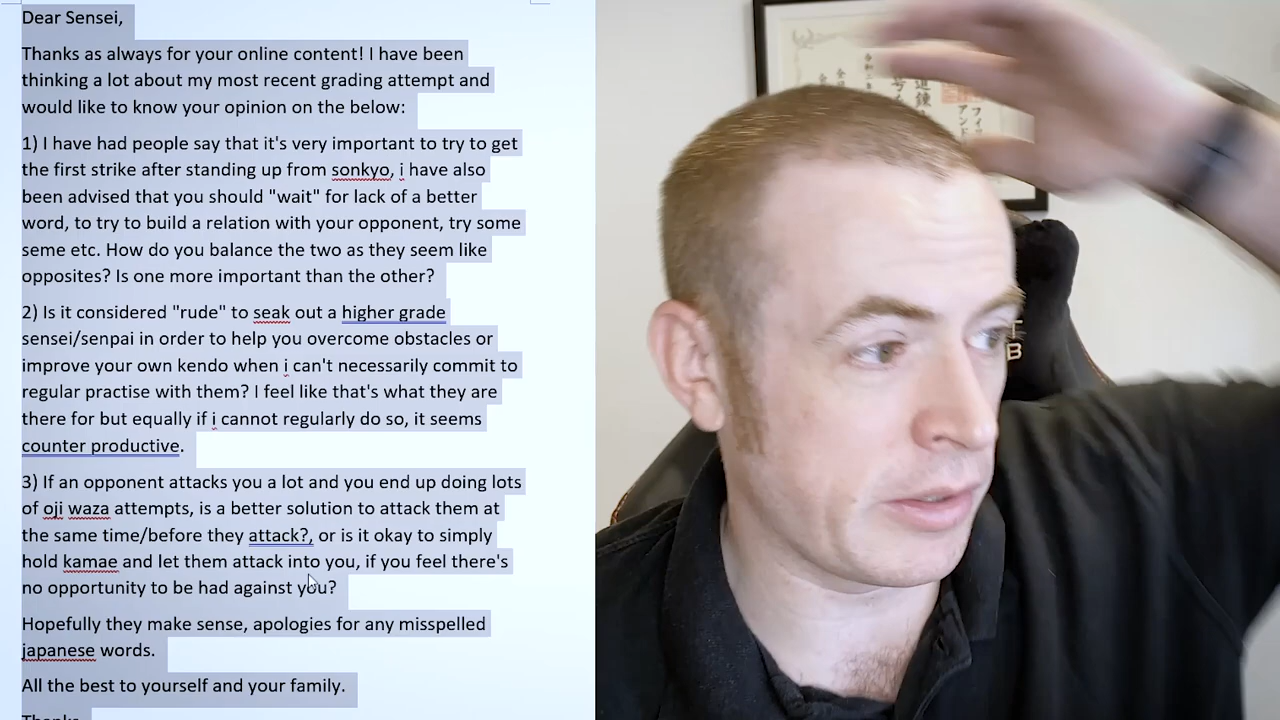 Dear Sensei,
Thanks as always for your online content! I have been
thinking a lot about my most recent grading attempt and
would like to know your opinion on the below:
1) I have had people say that it's very important to try to get
the first strike after standing up from sonkyo, i have also
been advised that you should "wait" for lack of a better
word, to try to build a relation with your opponent, try some
seme etc. How do you balance the two as they seem like
opposites? Is one more important than the other?
2) Is it considered "rude" to seak out a higher grade
sensei/senpai in order to help you overcome obstacles or
improve your own kendo when i can't necessarily commit to
regular practise with them? I feel like that's what they are
there for but equally if i cannot regularly do so, it seems
counter productive.
3) If an opponent attacks you a lot and you end up doing lots
of oji waza attempts, is a better solution to attack them at
the same time/before they attack?, or is it okay to simply
hold kamae and let them attack into you, if you feel there's
no opportunity to be had against you?
Hopefully they make sense, apologies for any misspelled
japanese words.
All the best to yourself and your family.
Thanks